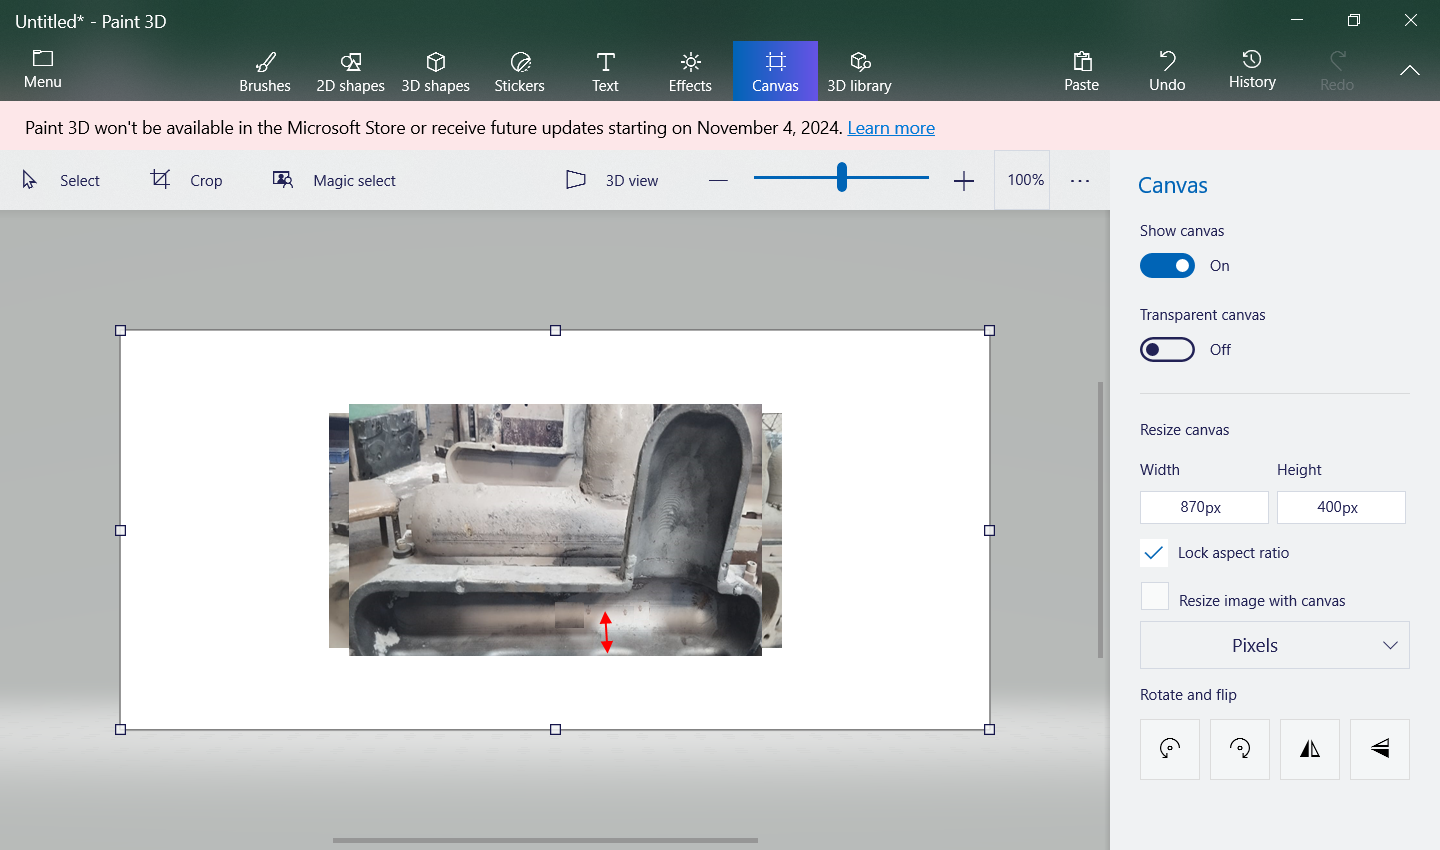 Untitled* - Paint 3D
Menu
Brushes
2D shapes
3D shapes
Stickers
Text
Effects
Canvas
3D library
Paste
Undo
History
Redo
Paint 3D won't be available in the Microsoft Store or receive future updates starting on November 4, 2024. Learn more
Select
Crop
Magic select
3D view
100%
Canvas
Show canvas
On
Transparent canvas
Off
Resize canvas
Width Height
870px 400px
Lock aspect ratio
Resize image with canvas
Pixels
Rotate and flip